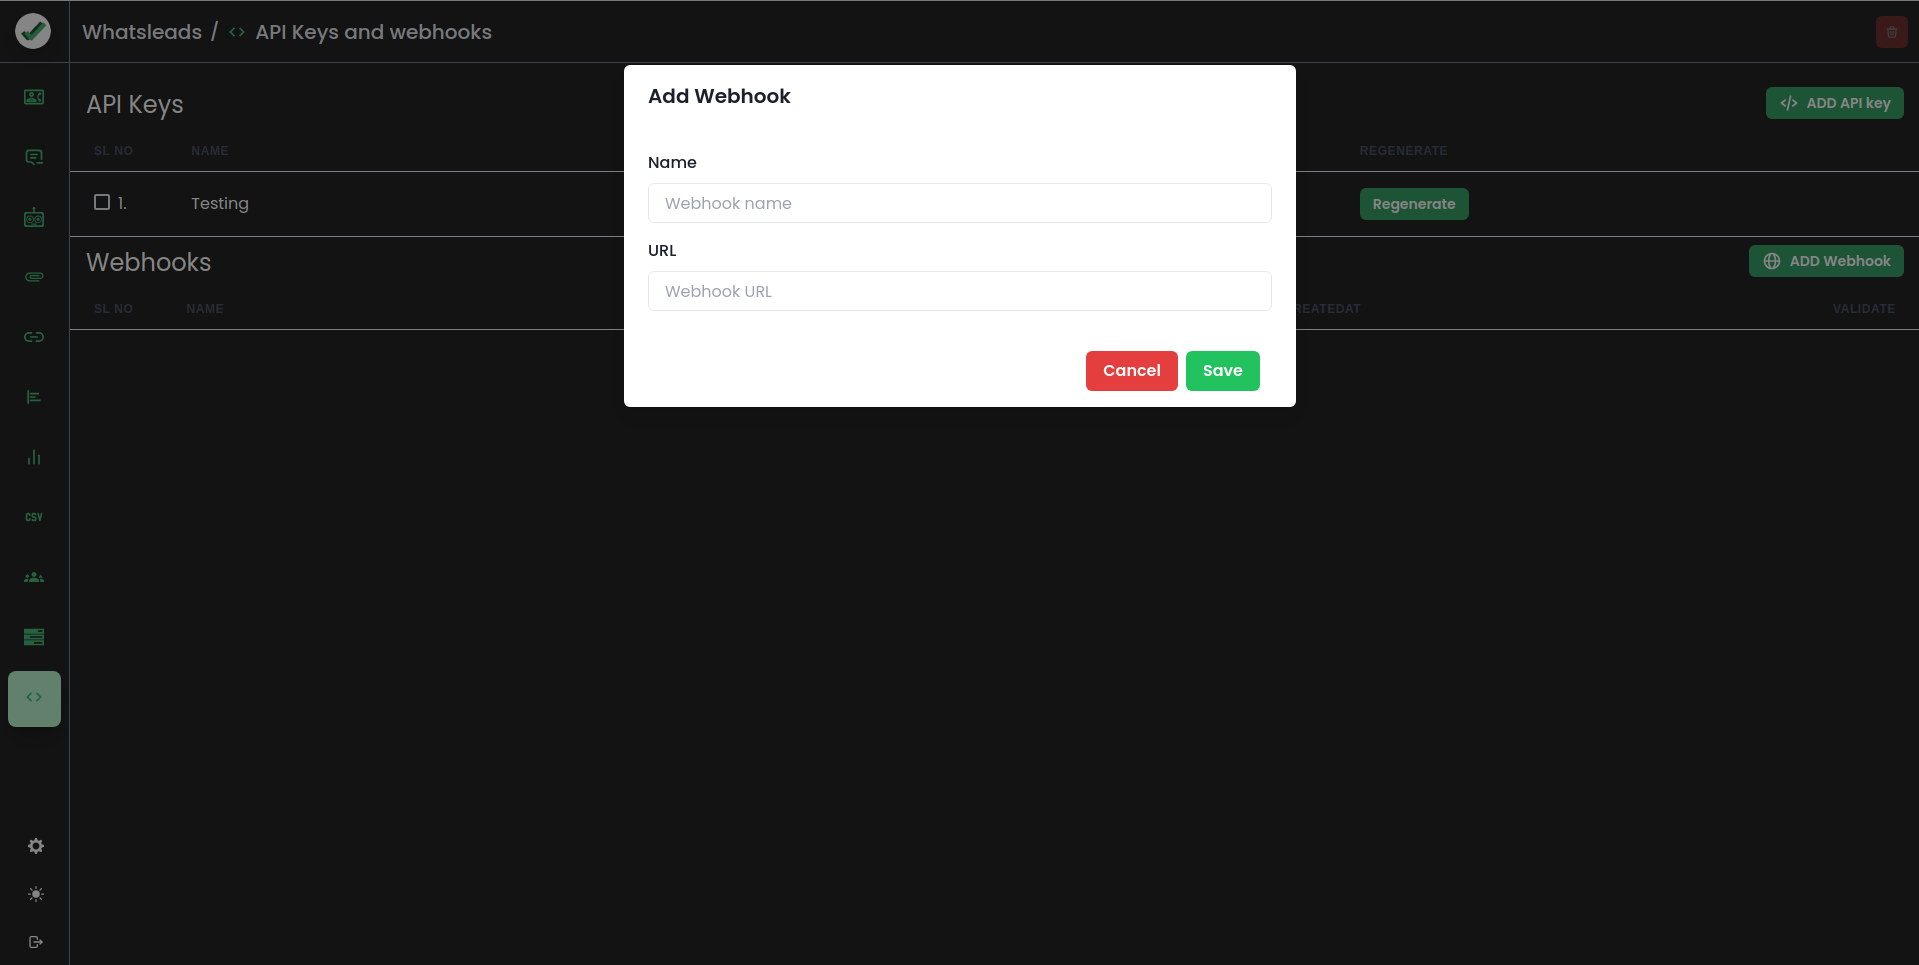 Whatsleads / <> API Keys and webhooks
API Keys
</> ADD API key
SL NO NAME REGENERATE
1. Testing Regenerate
Webhooks
ADD Webhook
SL NO NAME REATEDAT VALIDATE
CSV
<>
Add Webhook
Name
Webhook name
URL
Webhook URL
Cancel Save